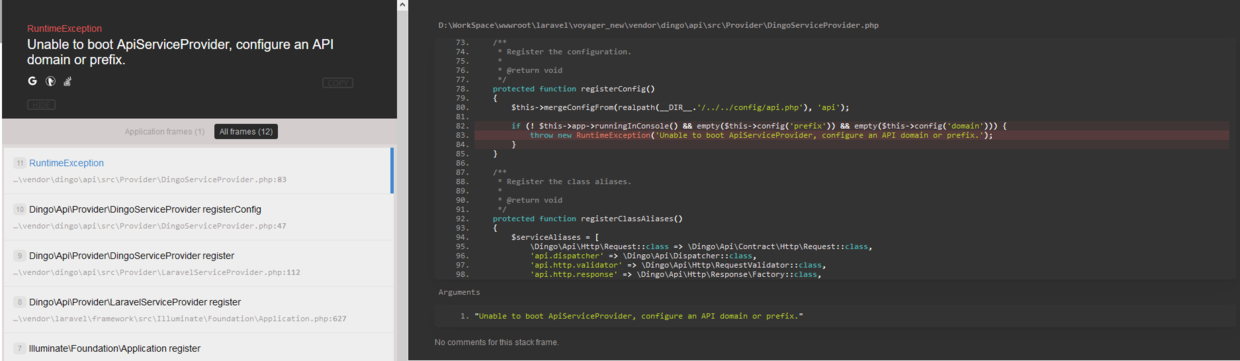 RuntimeException
Unable to boot ApiServiceProvider, configure an API
domain or prefix.
G
COPY
HIDE
Application frames (1) All frames (12)
11 RuntimeException
…\vendor\dingo\api\src\Provider\DingoServiceProvider.php:83
10 Dingo\Api\Provider\DingoServiceProvider registerConfig
…\vendor\dingo\api\src\Provider\DingoServiceProvider.php:47
9 Dingo\Api\Provider\DingoServiceProvider register
…\vendor\dingo\api\src\Provider\LaravelServiceProvider.php:112
8 Dingo\Api\Provider\LaravelServiceProvider register
…\vendor\laravel\framework\src\Illuminate\Foundation\Application.php:627
7 Illuminate\Foundation\Application register
D:\WorkSpace\wwwroot\laravel\voyager_new\vendor\dingo\api\src\Provider\DingoServiceProvider.php
73. /**
74. * Register the configuration.
75. *
76. * @return void
77. */
78. protected function registerConfig()
79. {
80. $this->mergeConfigFrom(realpath(__DIR__.'/../../config/api.php'), 'api');
81.
82. if (! $this->app->runningInConsole() && empty($this->config('prefix')) && empty($this->config('domain'))) {
83. throw new RuntimeException('Unable to boot ApiServiceProvider, configure an API domain or prefix.');
84. }
85. }
86.
87. /**
88. * Register the class aliases.
89. *
90. * @return void
91. */
92. protected function registerClassAliases()
93. {
94. $serviceAliases = [
95. \Dingo\Api\Http\Request::class => \Dingo\Api\Contract\Http\Request::class,
96. 'api.dispatcher' => \Dingo\Api\Dispatcher::class,
97. 'api.http.validator' => \Dingo\Api\Http\RequestValidator::class,
98. 'api.http.response' => \Dingo\Api\Http\Response\Factory::class,
Arguments
1. "Unable to boot ApiServiceProvider, configure an API domain or prefix."
No comments for this stack frame.